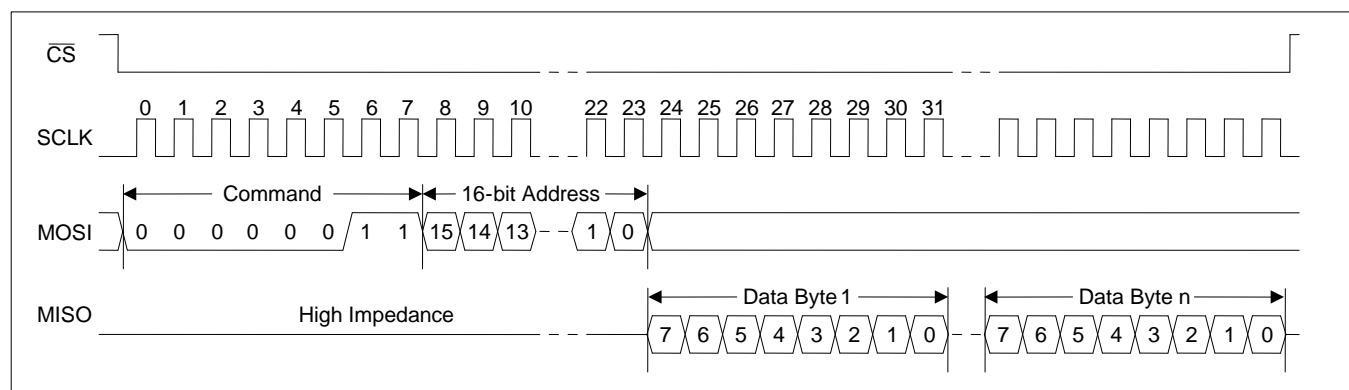 CS
0 1 2 3 4 5 6 7 8 9 10 22 23 24 25 26 27 28 29 30 31
SCLK
Command 16-bit Address
MOSI 0 0 0 0 0 0 1 1 15 14 13 1 0
Data Byte 1 Data Byte n
MISO High Impedance
7 6 5 4 3 2 1 0 7 6 5 4 3 2 1 0